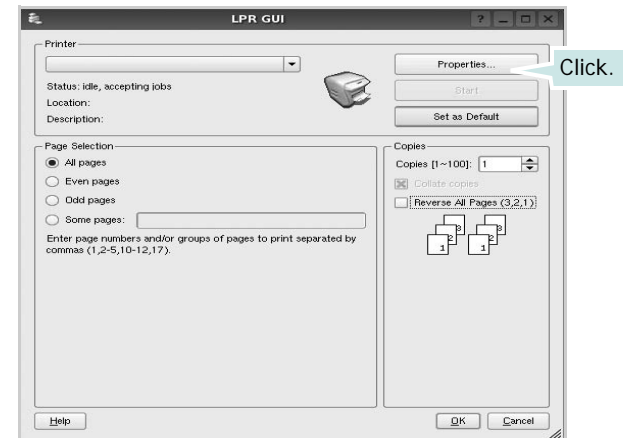 LPR GUI
Printer
Properties...
Click.
Status: idle, accepting jobs
Start
Location:
Description:
Set as Default
Page Selection
All pages
Even pages
Odd pages
Some pages:
Enter page numbers and/or groups of pages to print separated by
commas (1,2-5,10-12,17).
Copies
Copies [1~100]: 1
Collate copies
Reverse All Pages (3,2,1)
3
2
1
3
2
1
Help
OK
Cancel